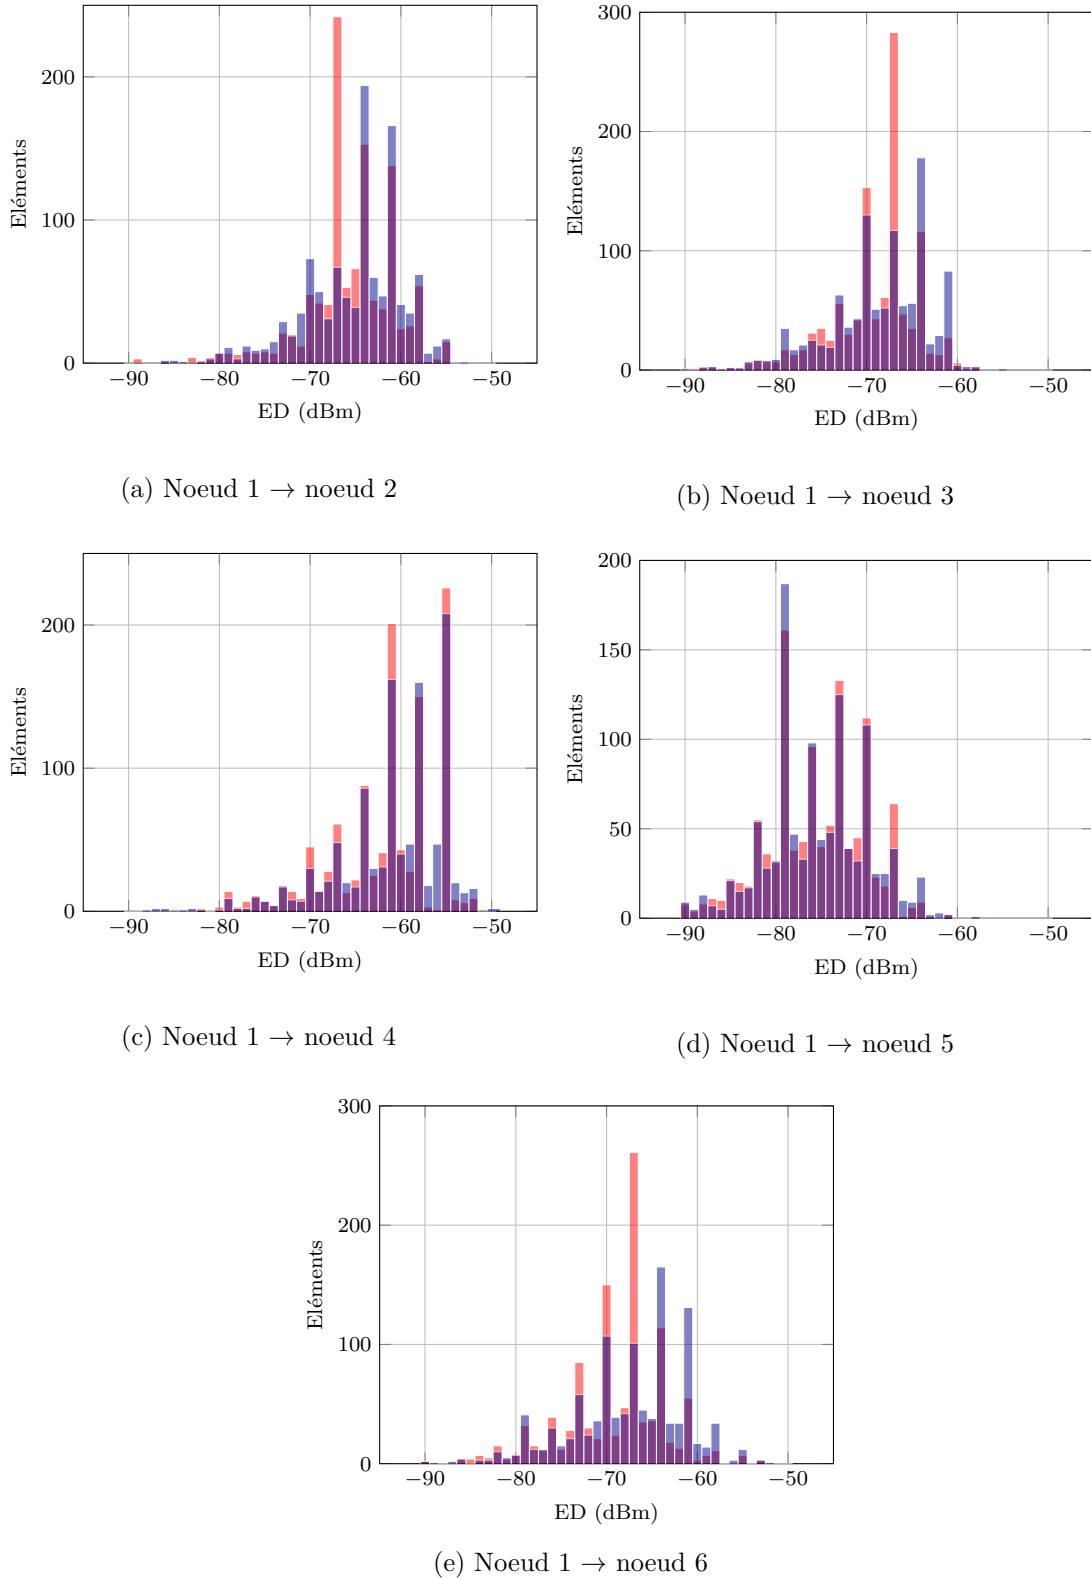 200
100
0
−90
−80
−70
−60
−50
Eléments
ED (dBm)
(a) Noeud 1 → noeud 2
300
200
100
0
−90
−80
−70
−60
−50
Eléments
ED (dBm)
(b) Noeud 1 → noeud 3
200
100
0
−90
−80
−70
−60
−50
Eléments
ED (dBm)
(c) Noeud 1 → noeud 4
200
150
100
50
0
−90
−80
−70
−60
−50
Eléments
ED (dBm)
(d) Noeud 1 → noeud 5
300
200
100
0
−90
−80
−70
−60
−50
Eléments
ED (dBm)
(e) Noeud 1 → noeud 6